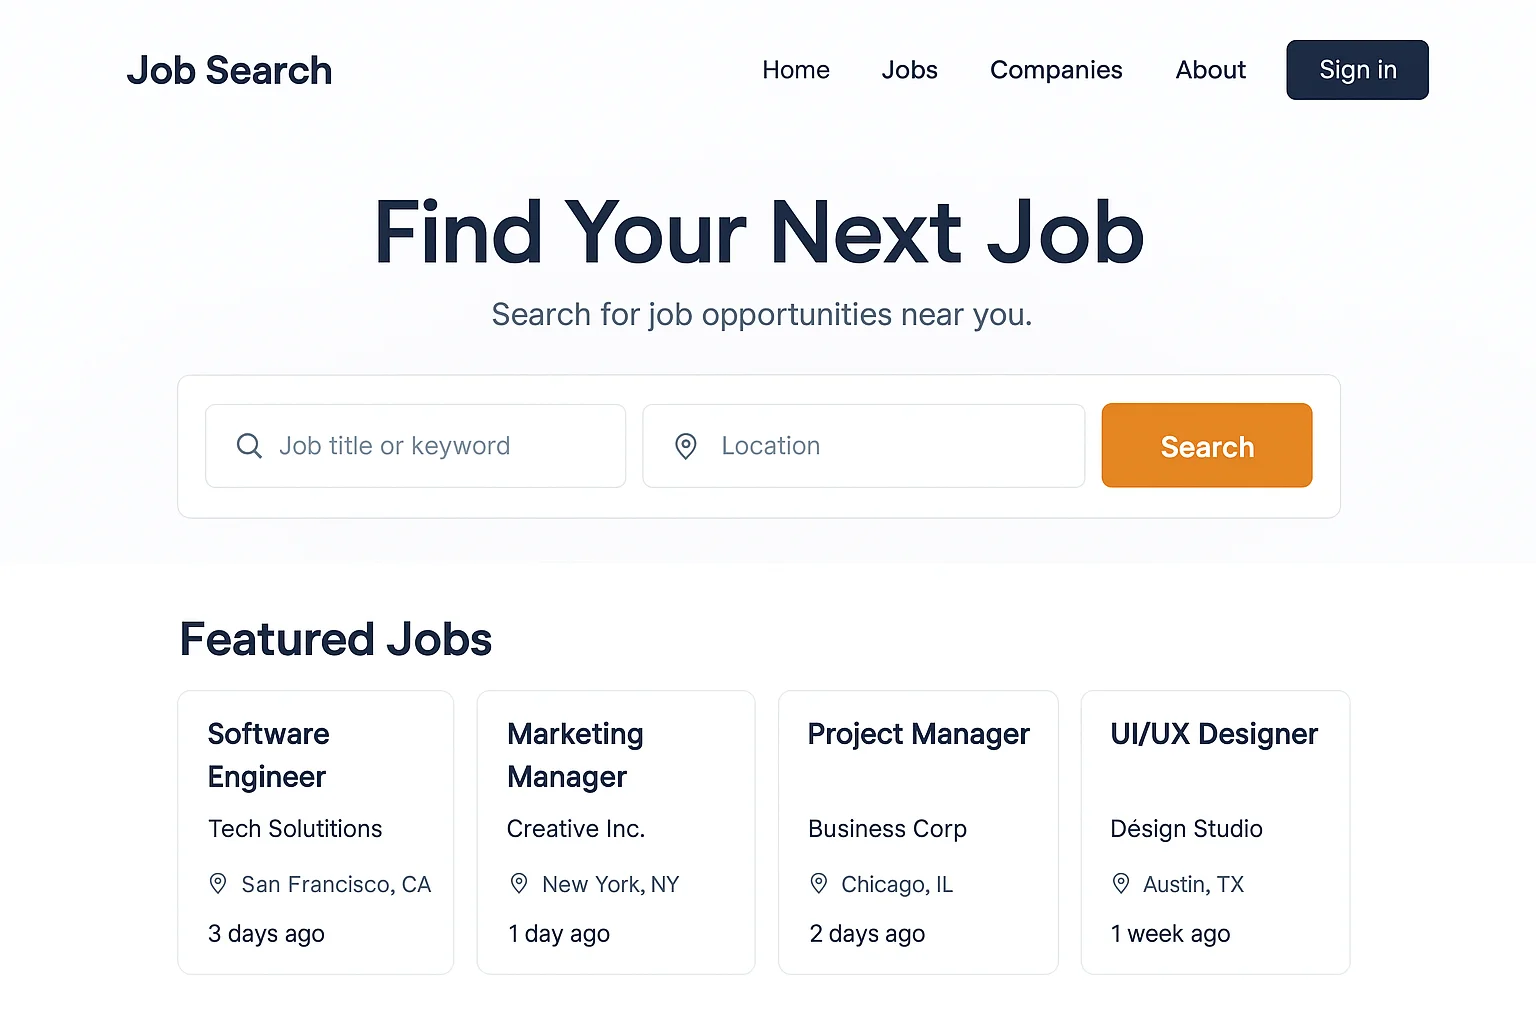 Job Search
Home Jobs Companies About Sign in
Find Your Next Job
Search for job opportunities near you.
Job title or keyword
Location
Search
Featured Jobs
Software
Engineer
Tech Solutitions
San Francisco, CA
3 days ago
Marketing
Manager
Creative Inc.
New York, NY
1 day ago
Project Manager
Business Corp
Chicago, IL
2 days ago
UI/UX Designer
Désign Studio
Austin, TX
1 week ago